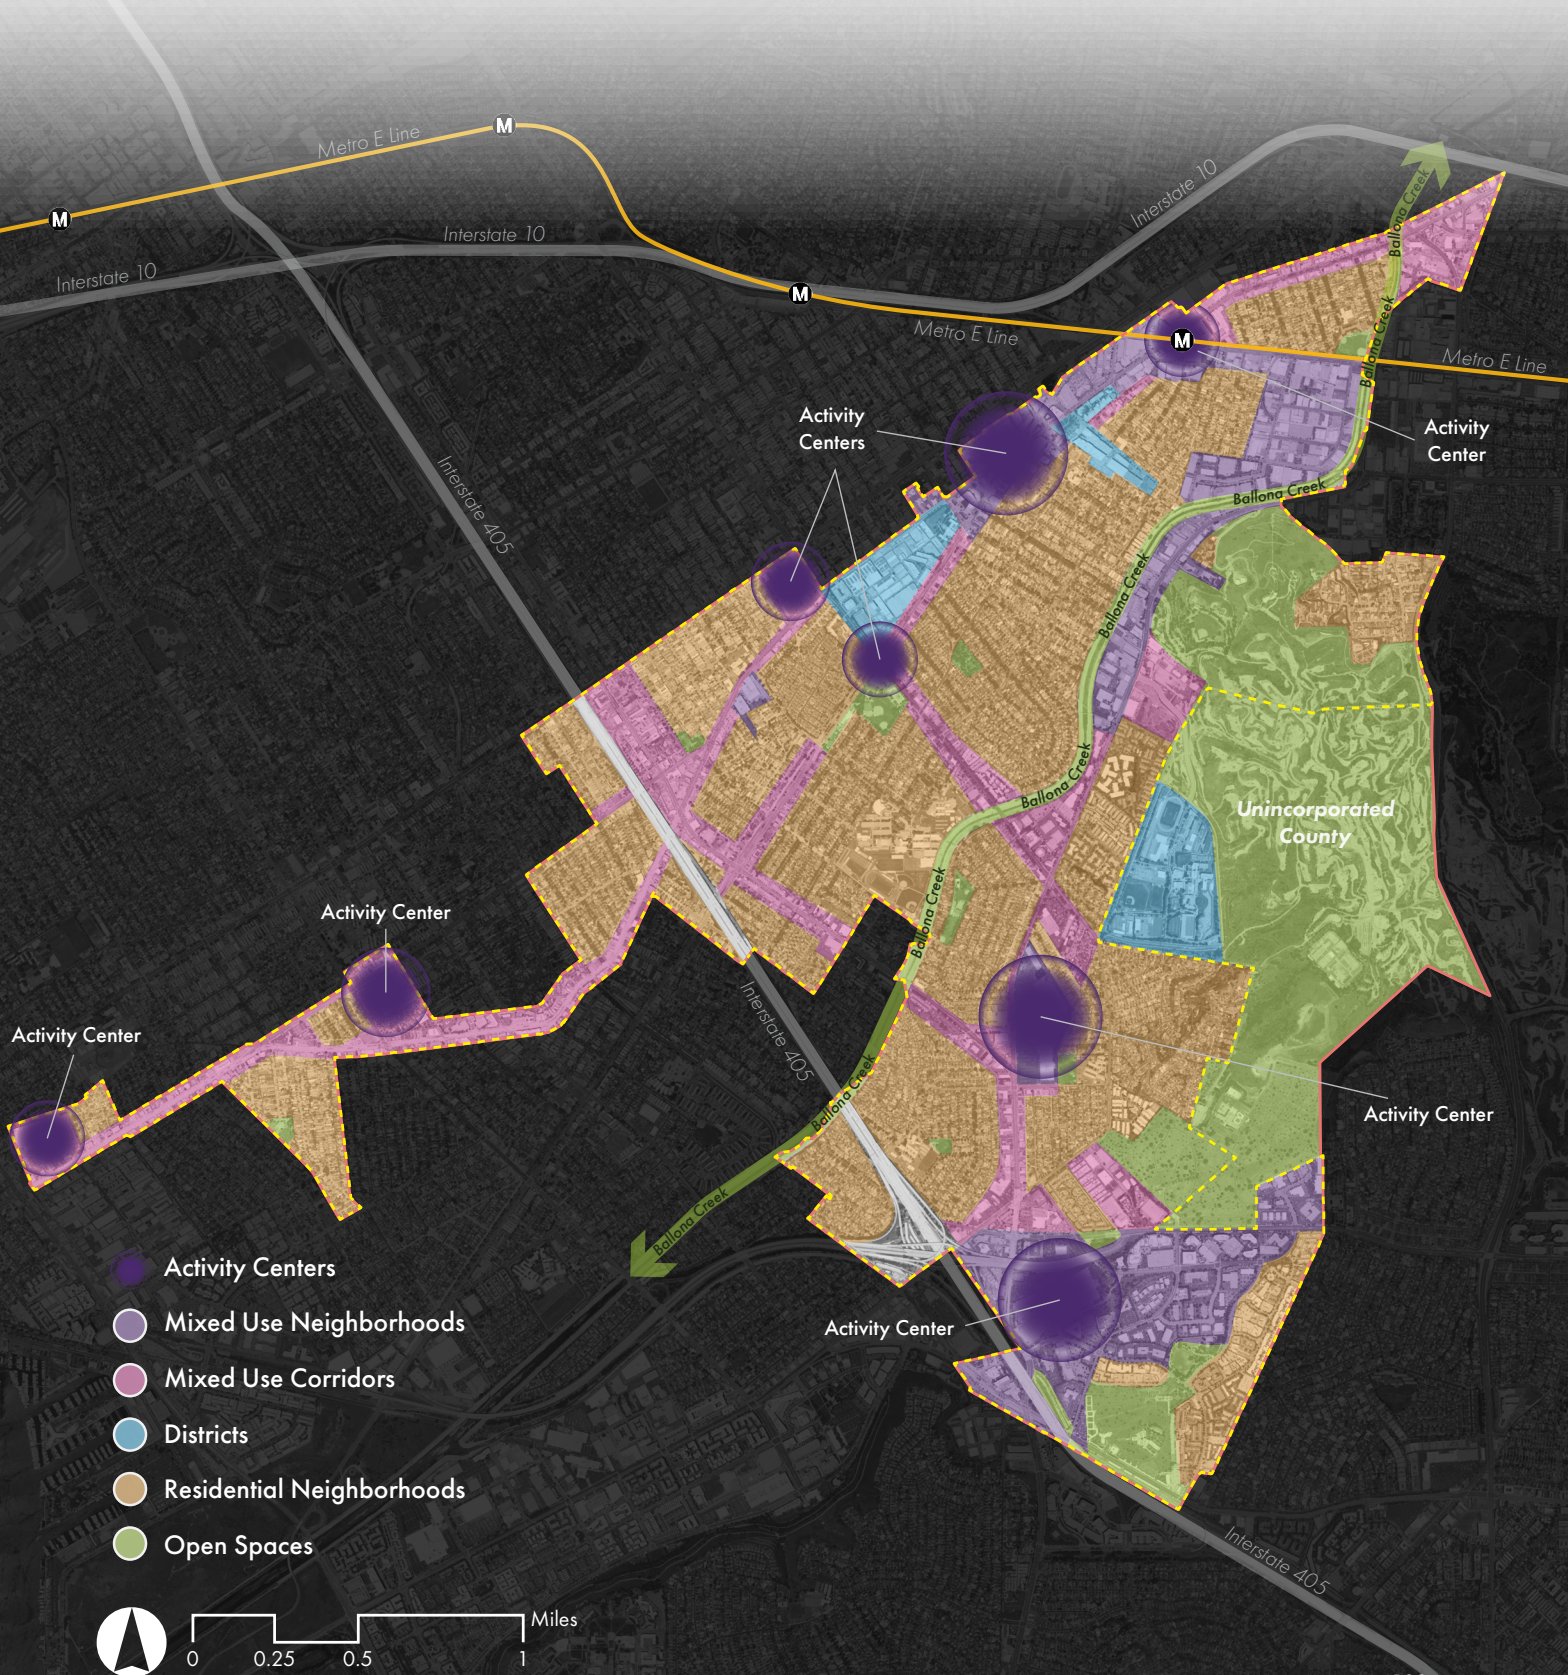 Metro E Line
M
M
Interstate 10
Interstate 10
Interstate 10
M
Metro E Line
M
Metro E Line
Ballona Creek
Ballona Creek
Activity
Centers
Activity
Center
Interstate 405
Ballona Creek
Ballona Creek
Ballona Creek
Unincorporated
County
Ballona Creek
Activity Center
Interstate 405
Activity Center
Ballona Creek
Activity Center
Ballona Creek
Activity Center
Interstate 405
Activity Centers
Mixed Use Neighborhoods
Mixed Use Corridors
Districts
Residential Neighborhoods
Open Spaces
Miles
0 0.25 0.5 1